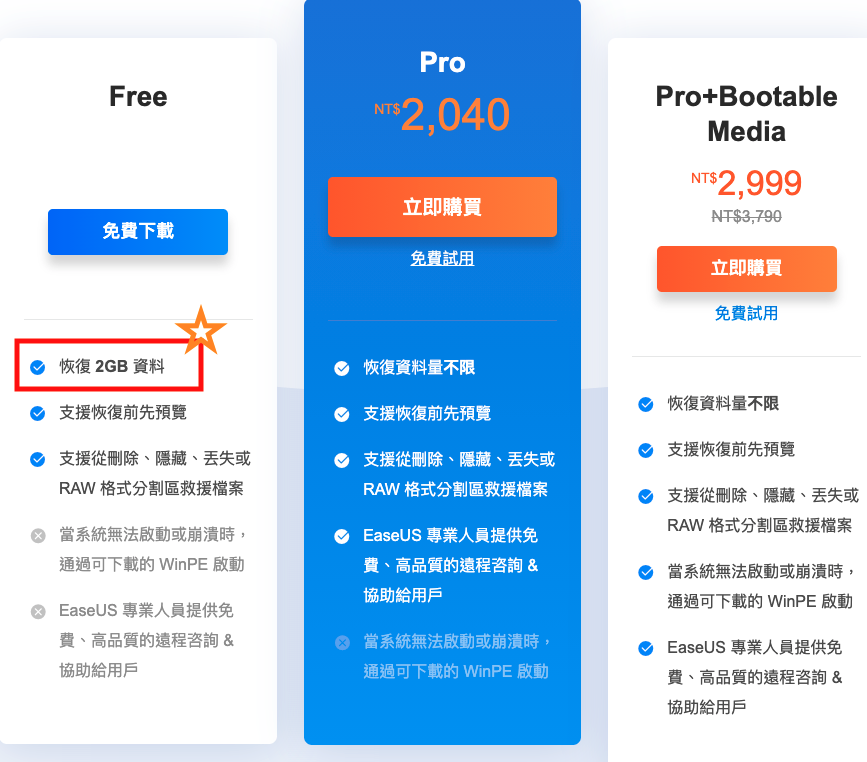 Free
免費下載
恢復 2GB 資料
支援恢復前先預覽
支援從刪除、隱藏、丟失或
RAW 格式分割區救援檔案
當系統無法啟動或崩潰時，
通過可下載的 WinPE 啟動
EaseUS 專業人員提供免
費、高品質的遠程咨詢 &
協助給用戶
Pro
NT$2,040
立即購買
免費試用
恢復資料量不限
支援恢復前先預覽
支援從刪除、隱藏、丟失或
RAW 格式分割區救援檔案
EaseUS 專業人員提供免
費、高品質的遠程咨詢 &
協助給用戶
當系統無法啟動或崩潰時，
通過可下載的 WinPE 啟動
Pro+Bootable
Media
NT$2,999
NT$3,790
立即購買
免費試用
恢復資料量不限
支援恢復前先預覽
支援從刪除、隱藏、丟失或
RAW 格式分割區救援檔案
當系統無法啟動或崩潰時，
通過可下載的 WinPE 啟動
EaseUS 專業人員提供免
費、高品質的遠程咨詢 &
協助給用戶